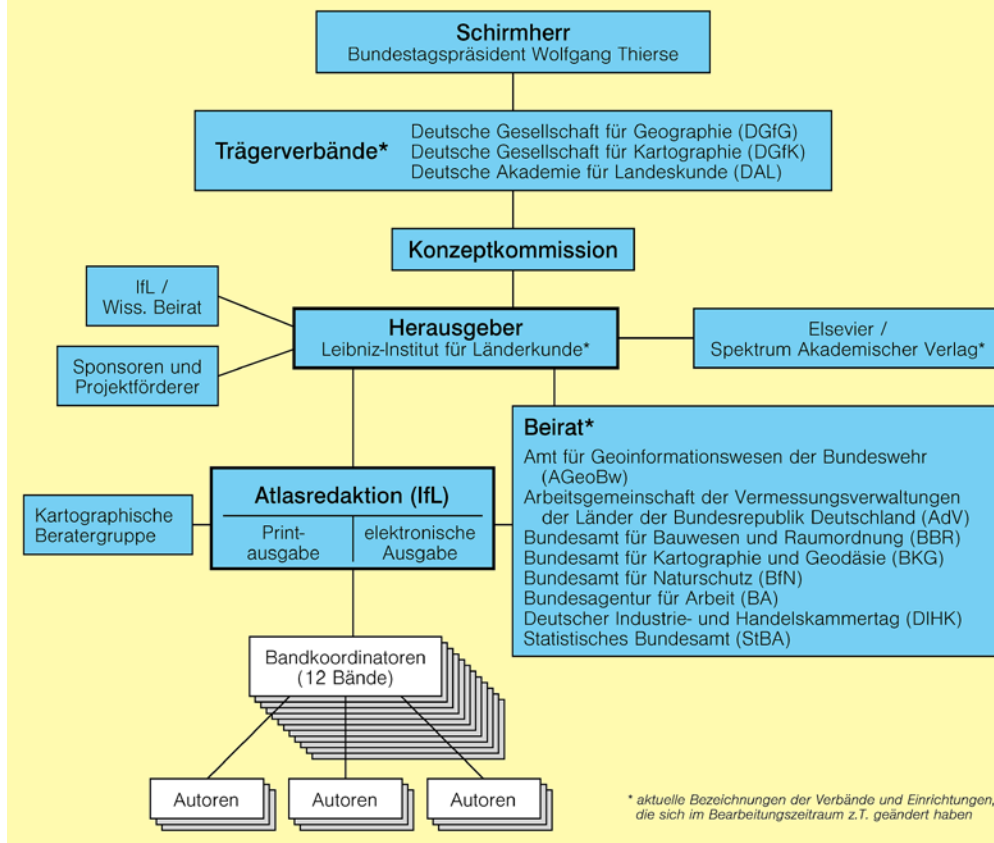 Schirmherr
Bundestagspräsident Wolfgang Thierse
Trägerverbände*
Deutsche Gesellschaft für Geographie (DGfG)
Deutsche Gesellschaft für Kartographie (DGfK)
Deutsche Akademie für Landeskunde (DAL)
Konzeptkommission
IfL /
Wiss. Beirat
Herausgeber
Leibniz-Institut für Länderkunde*
Elsevier /
Spektrum Akademischer Verlag*
Sponsoren und
Projektförderer
Beirat*
Amt für Geoinformationswesen der Bundeswehr
(AGeoBw)
Arbeitsgemeinschaft der Vermessungsverwaltungen
der Länder der Bundesrepublik Deutschland (AdV)
Bundesamt für Bauwesen und Raumordnung (BBR)
Bundesamt für Kartographie und Geodäsie (BKG)
Bundesamt für Naturschutz (BfN)
Bundesagentur für Arbeit (BA)
Deutscher Industrie- und Handelskammertag (DIHK)
Statistisches Bundesamt (StBA)
Atlasredaktion (IfL)
Print-
ausgabe
elektronische
Ausgabe
Kartographische
Beratergruppe
Bandkoordinatoren
(12 Bände)
Autoren
Autoren
Autoren
* aktuelle Bezeichnungen der Verbände und Einrichtungen,
die sich im Bearbeitungszeitraum z.T. geändert haben